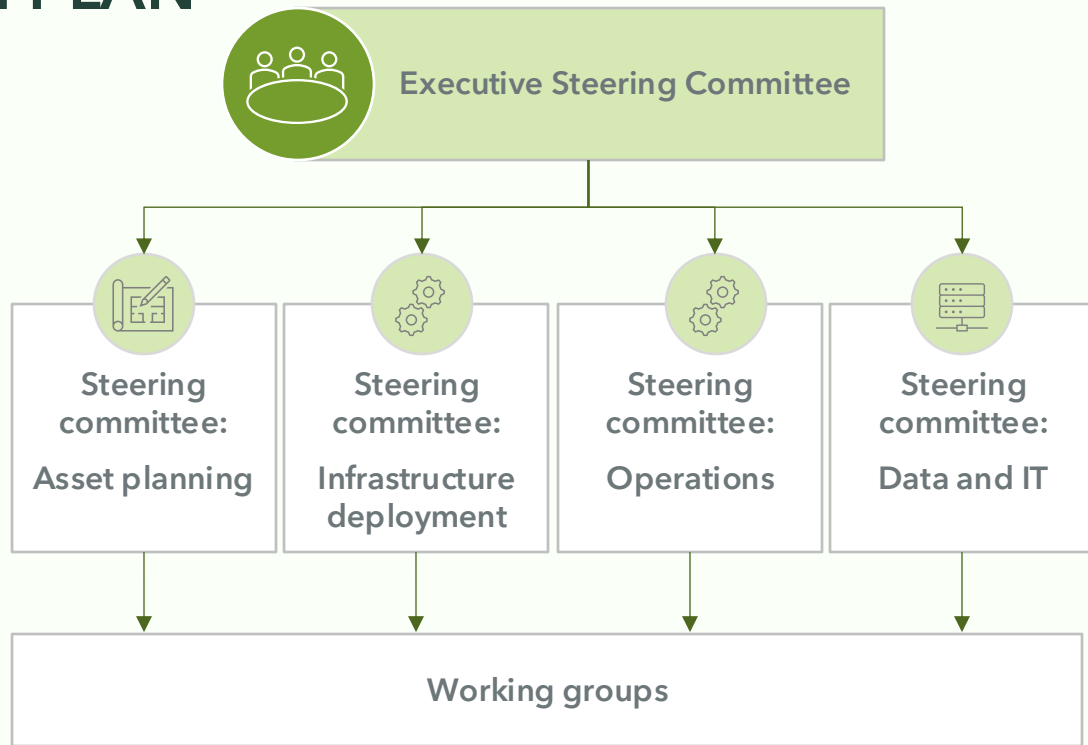 PLAN
Executive Steering Committee
Steering
committee:
Asset planning
Steering
committee:
Infrastructure
deployment
Steering
committee:
Operations
Steering
committee:
Data and IT
Working groups